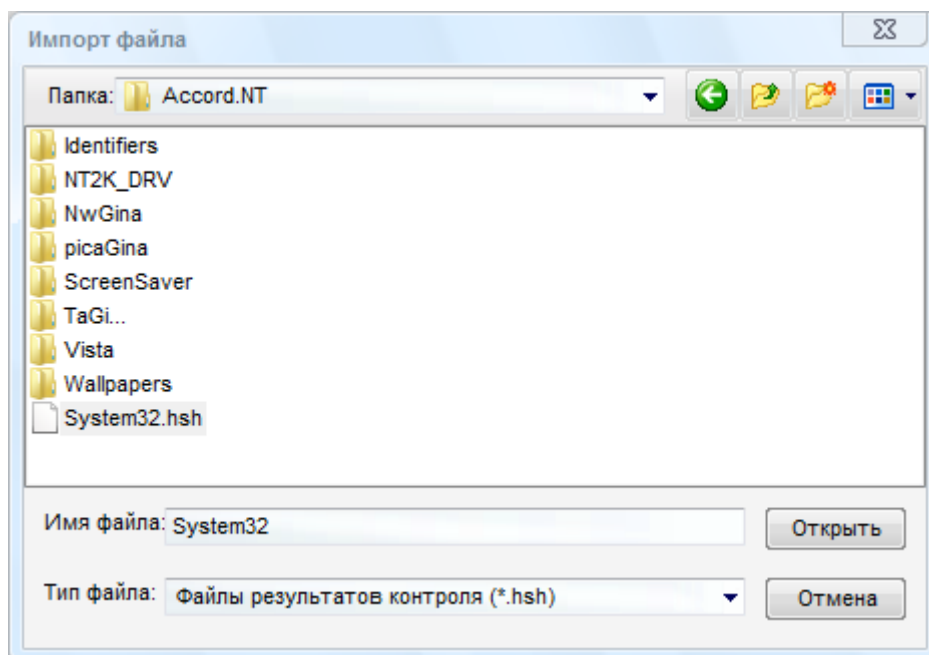 Импорт файла
Папка: Accord.NT
Identifiers
NT2K_DRV
NwGina
picaGina
ScreenSaver
TaGi...
Vista
Wallpapers
System32.hsh
Имя файла: System32 Открыть
Тип файла: Файлы результатов контроля (*.hsh) Отмена